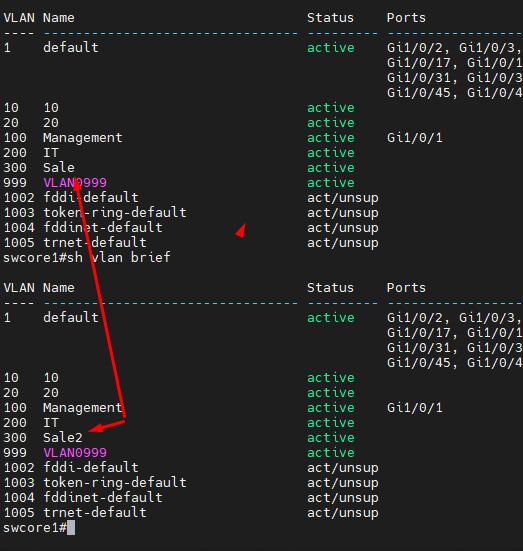 VLAN Name                             Status    Ports
---- -------------------------------- --------- ---------------
1    default                          active    Gi1/0/2, Gi1/0/3,
                                                Gi1/0/17, Gi1/0/1
                                                Gi1/0/31, Gi1/0/3
                                                Gi1/0/45, Gi1/0/4
10   10                               active
20   20                               active
100  Management                       active    Gi1/0/1
200  IT                               active
300  Sale                             active
999  VLAN0999                         active
1002 fddi-default                     act/unsup
1003 token-ring-default               act/unsup
1004 fddinet-default                  act/unsup
1005 trnet-default                    act/unsup
swcore1#sh vlan brief
VLAN Name                             Status    Ports
---- -------------------------------- --------- ---------------
1    default                          active    Gi1/0/2, Gi1/0/3,
                                                Gi1/0/17, Gi1/0/1
                                                Gi1/0/31, Gi1/0/3
                                                Gi1/0/45, Gi1/0/4
10   10                               active
20   20                               active
100  Management                       active    Gi1/0/1
200  IT                               active
300  Sale2                            active
999  VLAN0999                         active
1002 fddi-default                     act/unsup
1003 token-ring-default               act/unsup
1004 fddinet-default                  act/unsup
1005 trnet-default                    act/unsup
swcore1#